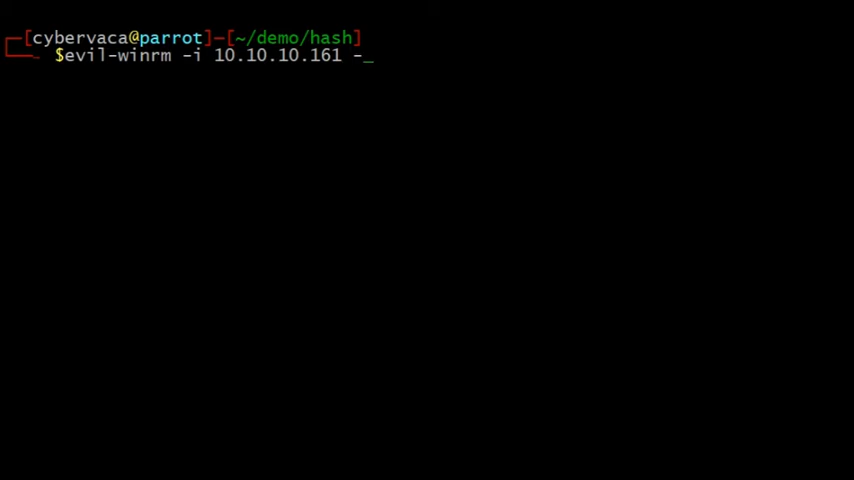 ┌─[cybervaca@parrot]─[~/demo/hash]
└──╼ $evil-winrm -i 10.10.10.161 -_